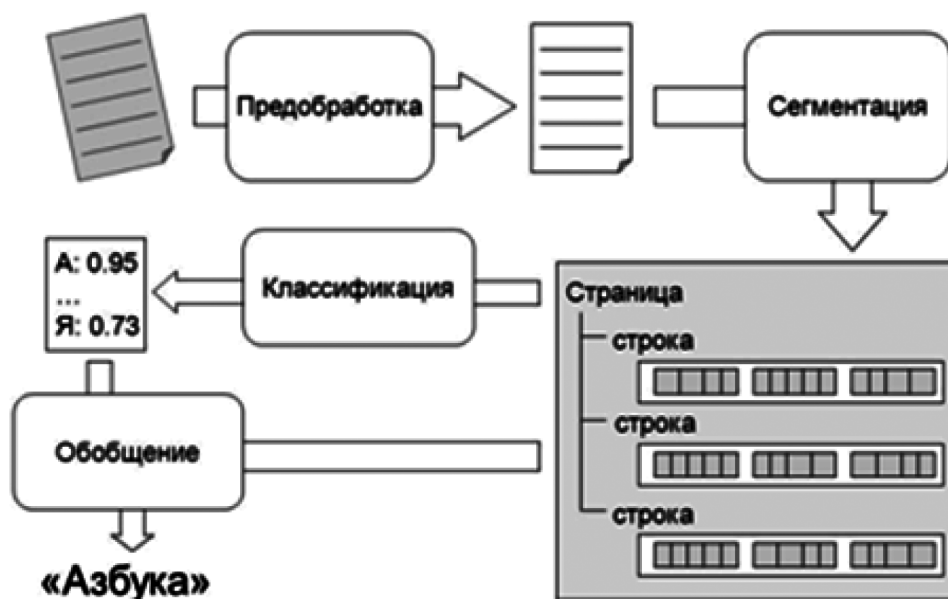 Предобработка
Сегментация
Классификация
А: 0.95
...
Я: 0.73
Страница
строка
строка
строка
Обобщение
«Азбука»